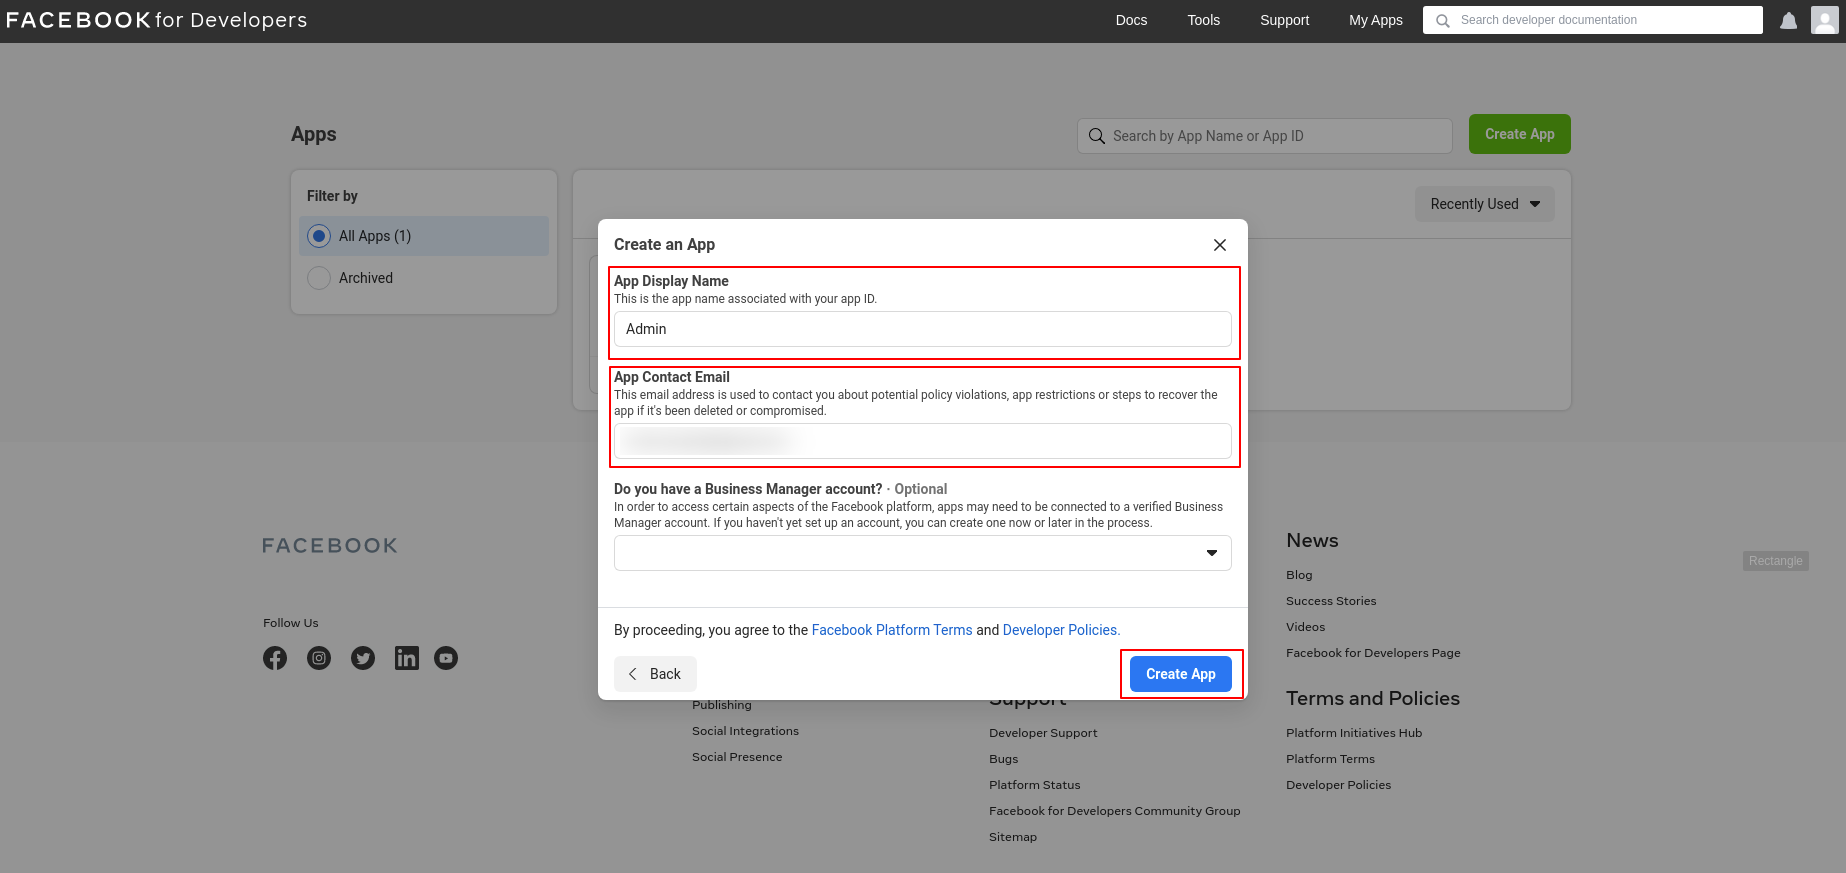 FACEBOOK for Developers
Docs
Tools
Support
My Apps
Search developer documentation
Apps
Search by App Name or App ID
Create App
Filter by
All Apps (1)
Archived
Recently Used
Create an App
App Display Name
This is the app name associated with your app ID.
Admin
App Contact Email
This email address is used to contact you about potential policy violations, app restrictions or steps to recover the
app if it's been deleted or compromised.
Do you have a Business Manager account? · Optional
In order to access certain aspects of the Facebook platform, apps may need to be connected to a verified Business
Manager account. If you haven't yet set up an account, you can create one now or later in the process.
By proceeding, you agree to the Facebook Platform Terms and Developer Policies.
Back
Create App
FACEBOOK
Follow Us
Publishing
Social Integrations
Social Presence
Support
Developer Support
Bugs
Platform Status
Facebook for Developers Community Group
Sitemap
News
Blog
Success Stories
Videos
Facebook for Developers Page
Terms and Policies
Platform Initiatives Hub
Platform Terms
Developer Policies
Rectangle